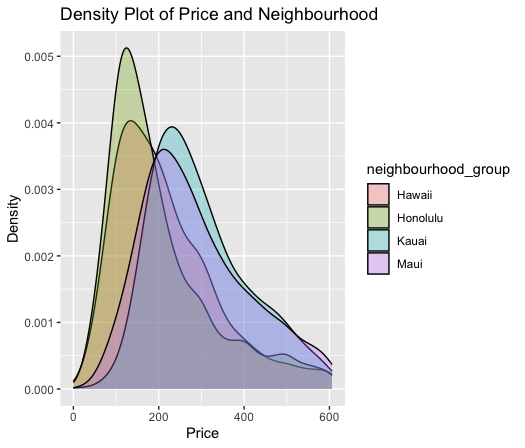 Density Plot of Price and Neighbourhood
0.005
0.004
0.003
0.002
0.001
0.000
Density
0 200 400 600
Price
neighbourhood_group
Hawaii
Honolulu
Kauai
Maui